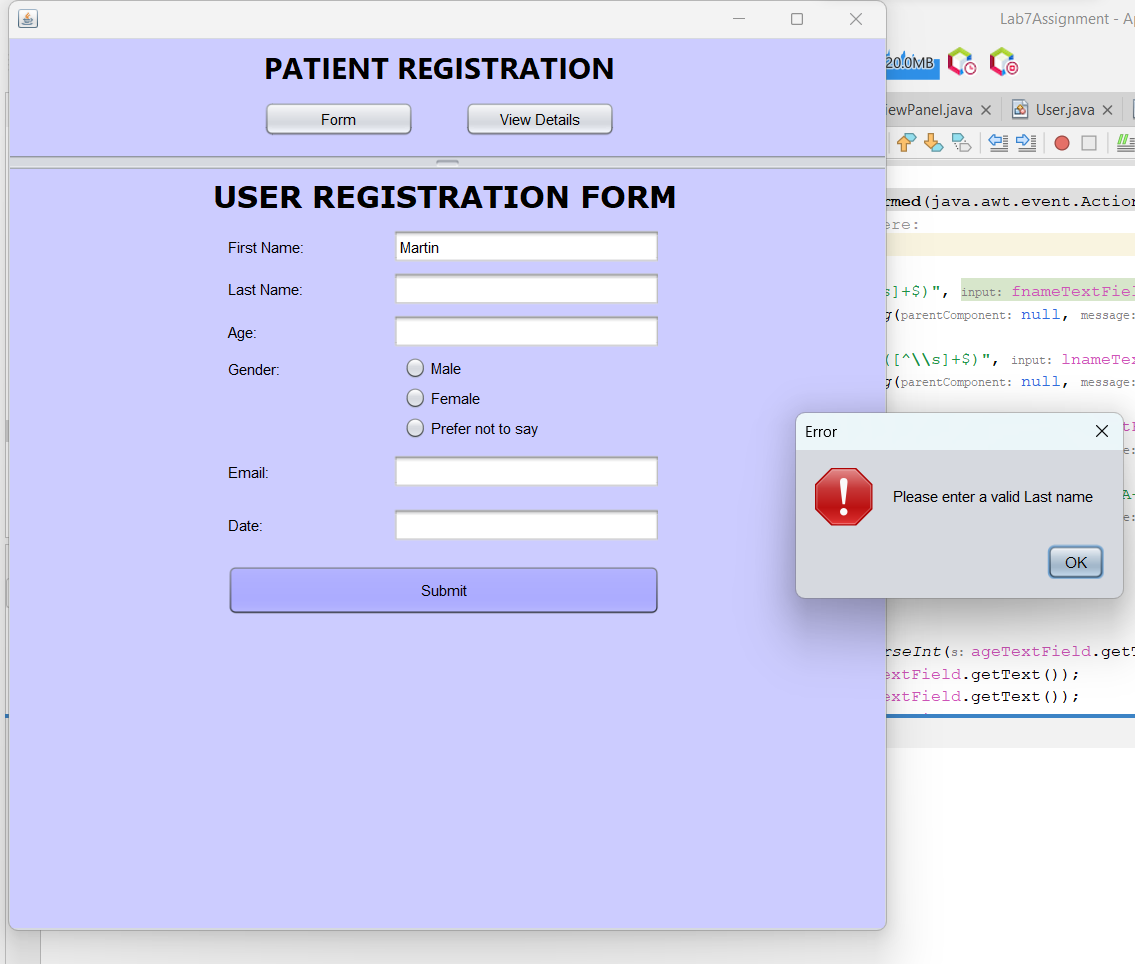 Lab7Assignment - Ap
PATIENT REGISTRATION
20.0MB
Form
View Details
iewPanel.java
User.java
USER REGISTRATION FORM
rmed(java.awt.event.Action
ere:
First Name:
Martin
Last Name:
s]+$)", input: fnameTextFiel
g(parentComponent: null, message:
Age:
([^\\s]+$)", input: lnameTex
g(parentComponent: null, message:
Gender:
Male
Female
Prefer not to say
Error
Please enter a valid Last name
OK
Email:
Date:
Submit
rseInt(s: ageTextField.getT
extField.getText());
extField.getText());